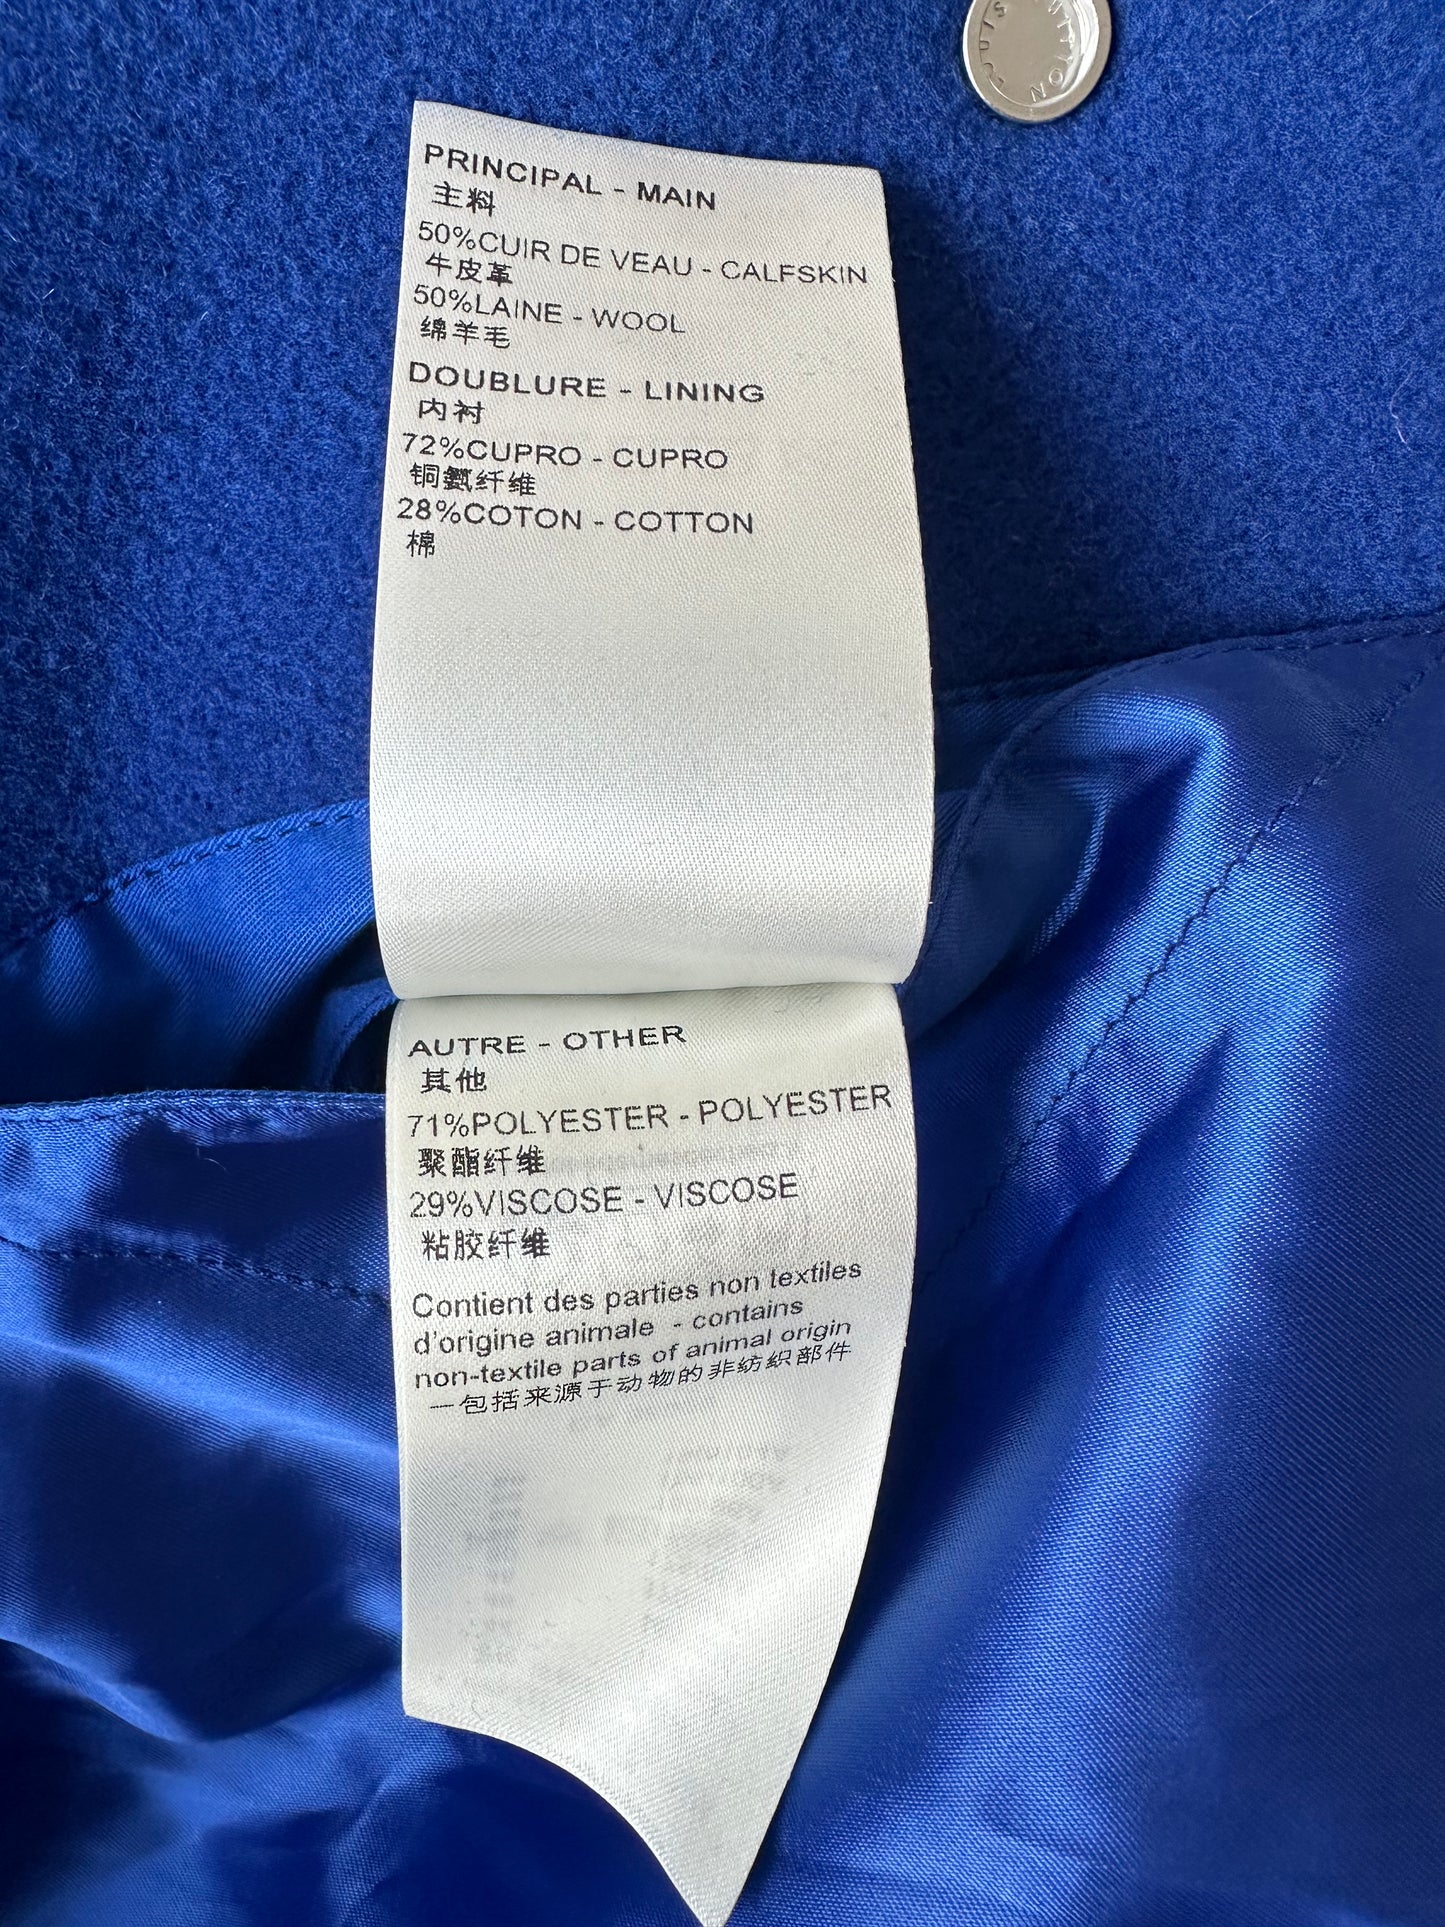 LOUIS VUITTON
PRINCIPAL - MAIN
主料
50%CUIR DE VEAU - CALFSKIN
牛皮革
50%LAINE - WOOL
绵羊毛
DOUBLURE - LINING
内衬
72%CUPRO - CUPRO
铜氨纤维
28%COTON - COTTON
棉
AUTRE - OTHER
其他
71%POLYESTER - POLYESTER
聚酯纤维
29%VISCOSE - VISCOSE
粘胶纤维
Contient des parties non textiles
d'origine animale - contains
non-textile parts of animal origin
一包括来源于动物的非纺织部件